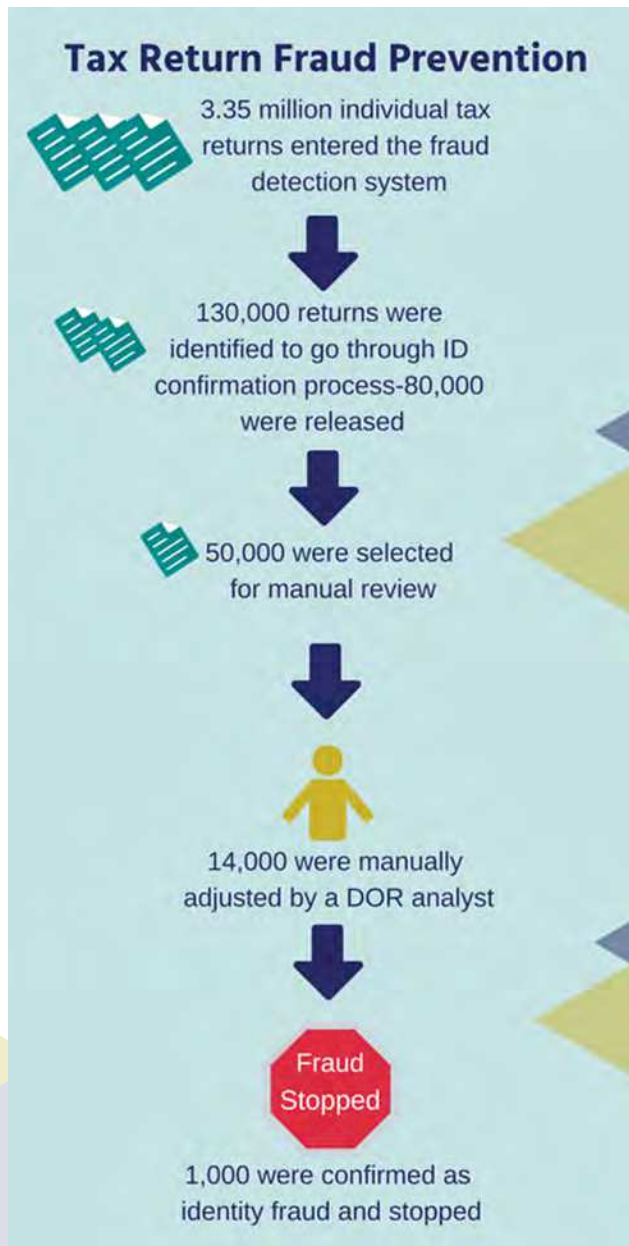 Tax Return Fraud Prevention
3.35 million individual tax
returns entered the fraud
detection system
130,000 returns were
identified to go through ID
confirmation process-80,000
were released
50,000 were selected
for manual review
14,000 were manually
adjusted by a DOR analyst
Fraud
Stopped
1,000 were confirmed as
identity fraud and stopped